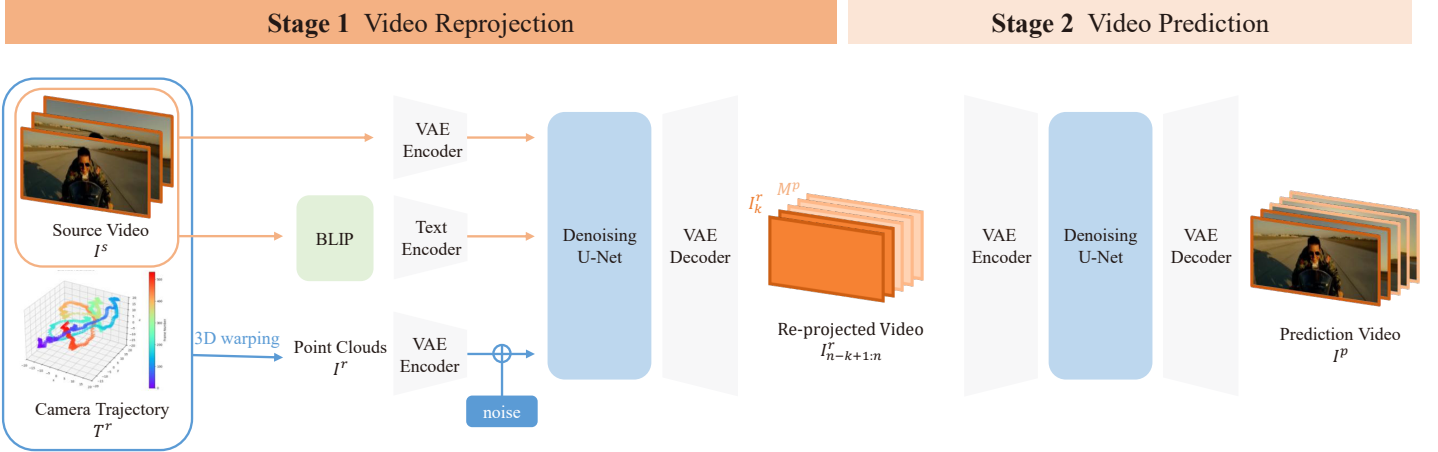 Stage 1 Video Reprojection
Stage 2 Video Prediction
Source Video
I^s
Camera Trajectory
T^r
3D warping
BLIP
Point Clouds
I^r
VAE
Encoder
Text
Encoder
VAE
Encoder
noise
Denoising
U-Net
VAE
Decoder
I_k^r
M^p
Re-projected Video
I_{n-k+1:n}^r
VAE
Encoder
Denoising
U-Net
VAE
Decoder
Prediction Video
I^p